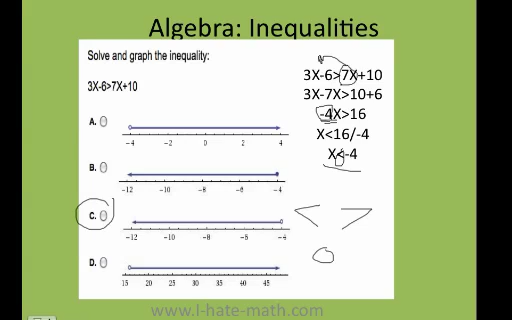 Algebra: Inequalities
Solve and graph the inequality:
3X-6>7X+10
A.
-4 -2 0 2 4
B.
-12 -10 -8 -6 -4
C.
-12 -10 -8 -6 -4
D.
15 20 25 30 35 40 45
3X-6>7X+10
3X-7X>10+6
-4X>16
X<16/-4
X<-4
www.I-hate-math.com